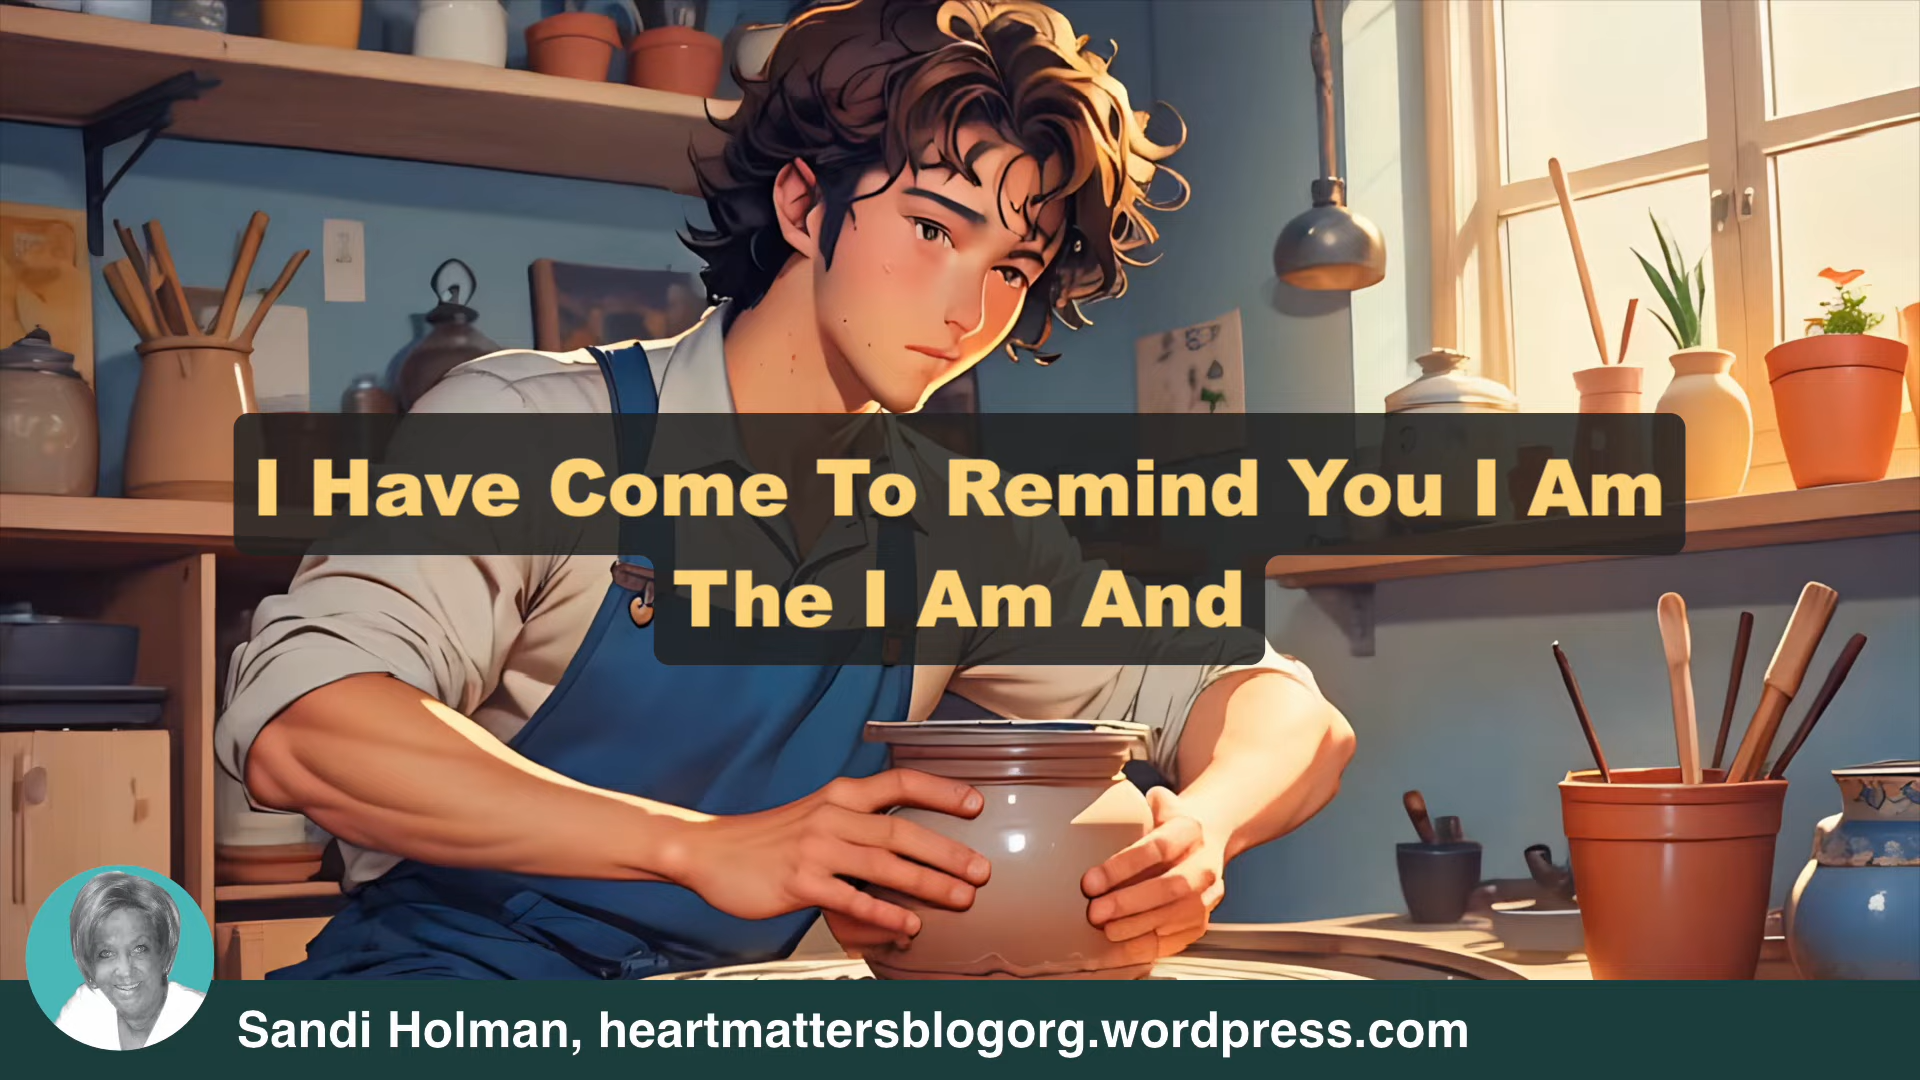 I Have Come To Remind You I Am
The I Am And
Sandi Holman, heartmattersblogorg.wordpress.com